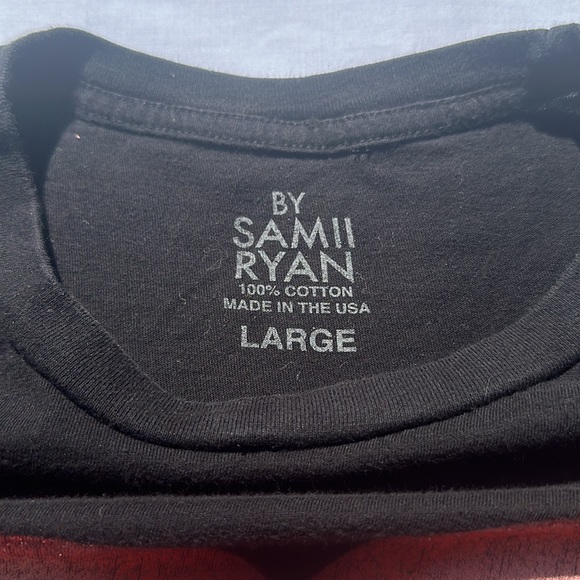 BY
SAMII
RYAN
100% COTTON
MADE IN THE USA
LARGE